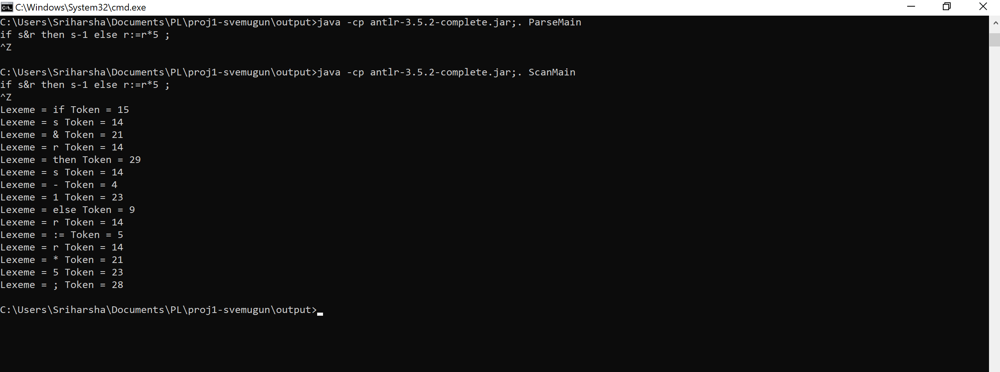 C:\Windows\System32\cmd.exe
C:\Users\Sriharsha\Documents\PL\proj1-svemugun\output>java -cp antlr-3.5.2-complete.jar;. ParseMain
if s&r then s-1 else r:=r*5 ;
^Z
C:\Users\Sriharsha\Documents\PL\proj1-svemugun\output>java -cp antlr-3.5.2-complete.jar;. ScanMain
if s&r then s-1 else r:=r*5 ;
^Z
Lexeme = if Token = 15
Lexeme = s Token = 14
Lexeme = & Token = 21
Lexeme = r Token = 14
Lexeme = then Token = 29
Lexeme = s Token = 14
Lexeme = - Token = 4
Lexeme = 1 Token = 23
Lexeme = else Token = 9
Lexeme = r Token = 14
Lexeme = := Token = 5
Lexeme = r Token = 14
Lexeme = * Token = 21
Lexeme = 5 Token = 23
Lexeme = ; Token = 28
C:\Users\Sriharsha\Documents\PL\proj1-svemugun\output>